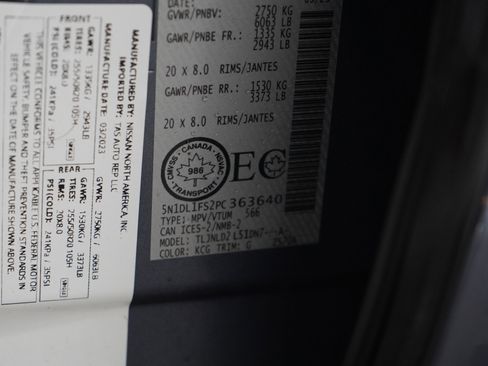 MANUFACTURED BY: NISSAN NORTH AMERICA, INC.
IMPORTED BY: TAS AUTO REP LLC
MANUFACTURE DATE: 03/2023
FRONT
GAWR: 1335KG / 2943LB
TIRES: 255/50R20 105H
RIMS: 20X8.0
PSI (COLD): 241KPa / 35PSI
GVWR: 2750KG / 6063LB
REAR
GAWR: 1530KG / 3373LB
TIRES: 255/50R20 105H
RIMS: 20X8.0
PSI (COLD): 241KPa / 35PSI
THIS VEHICLE CONFORMS TO ALL APPLICABLE U.S. FEDERAL MOTOR
VEHICLE SAFETY, BUMPER AND THEFT PREVENTION STANDARDS IN
EFFECT ON THE DATE OF MANUFACTURE SHOWN ABOVE.
DATE:
GVWR/PNBV: 2750 KG
6063 LB
GAWR/PNBE FR.: 1335 KG
2943 LB
20 x 8.0 RIMS/JANTES
GAWR/PNBE RR.: 1530 KG
3373 LB
20 x 8.0 RIMS/JANTES
CANADA
NSVAC
986
SVMAC
TRANSPORT
EC
5N1DL1FS2PC363640
TYPE: MPV/VTUM 566
CAN ICES-2/NMB-2
MODEL:
COLOR: KCG TRIM: G